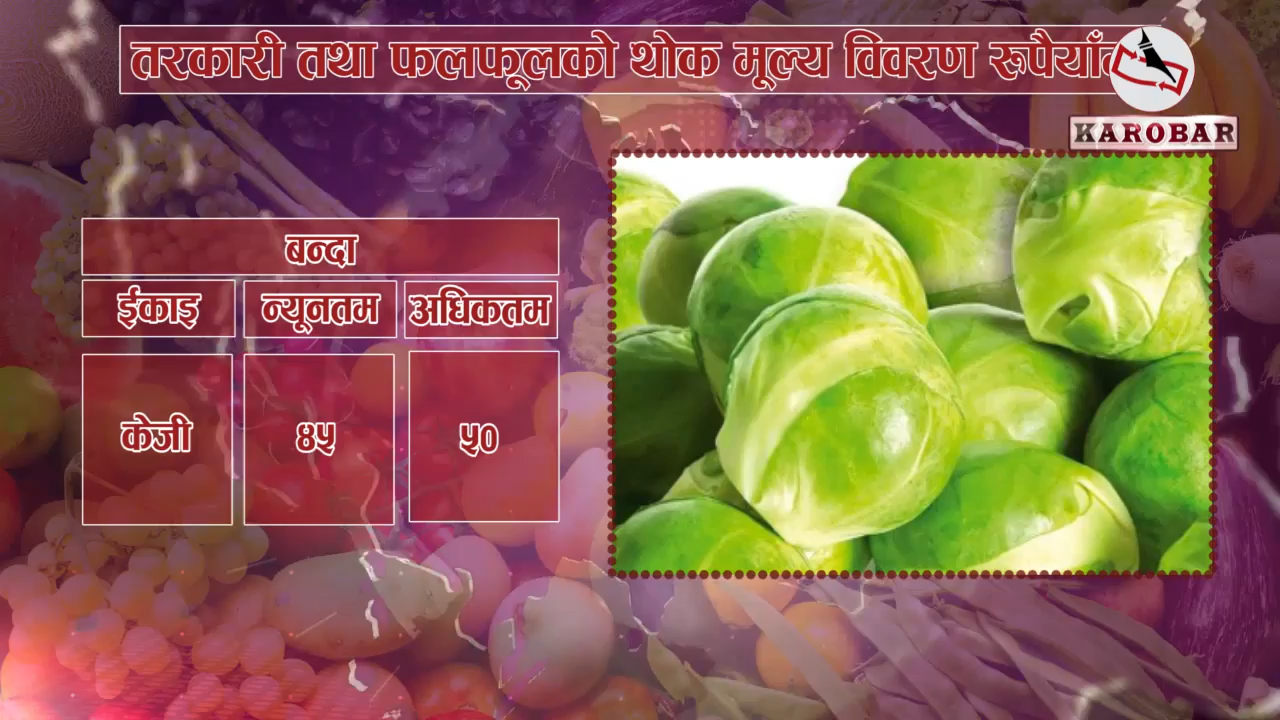 तरकारी तथा फलफूलको थोक मूल्य विवरण
KAROBAR
बन्दा
ईकाइ न्यूनतम अधिकतम
केजी ४५ ५०